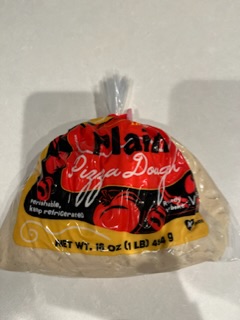 Plain
Pizza Dough
perishable,
keep refrigerated
NET WT. 16 OZ (1 LB) 454 g